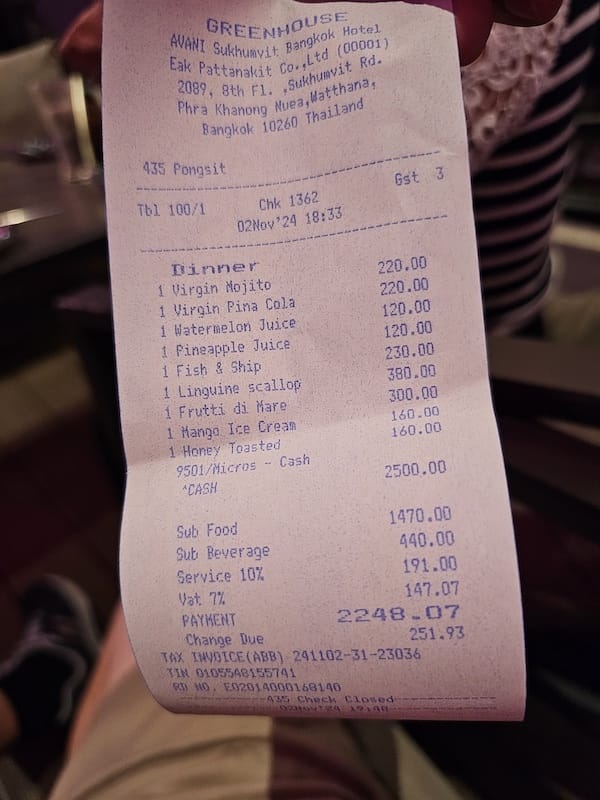 GREENHOUSE
AVANI Sukhumvit Bangkok Hotel
Eak Pattanakit Co.,Ltd (00001)
2089, 8th Fl. ,Sukhumvit Rd.
Phra Khanong Nuea,Watthana,
Bangkok 10260 Thailand
435 Pongsit
Tbl 100/1 Chk 1362 Gst 3
02Nov'24 18:33
Dinner
1 Virgin Mojito 220.00
1 Virgin Pina Cola 220.00
1 Watermelon Juice 120.00
1 Pineapple Juice 120.00
1 Fish & Ship 230.00
1 Linguine scallop 380.00
1 Frutti di Mare 300.00
1 Mango Ice Cream 160.00
1 Honey Toasted 160.00
9501/Micros - Cash
^CASH 2500.00
Sub Food 1470.00
Sub Beverage 440.00
Service 10% 191.00
Vat 7% 147.07
PAYMENT 2248.07
Change Due 251.93
TAX INVOICE(ABB) 241102-31-23036
TIN 0105548155741
RD NO. E02014000168140
435 Check Closed
02Nov'24 19:40